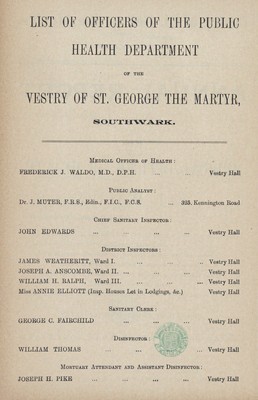 LIST OF OFFICERS OF THE PUBLIC
HEALTH DEPARTMENT
OF THE
VESTRY OF ST. GEORGE THE MARTYR,
SOUTHWARK.
MEDICAL OFFICER OF HEALTH:
FREDERICK J. WALDO, M.D., D.P.H. ... ... Vestry Hall
PUBLIC ANALYST:
Dr. J. MUTER, F.R.S., Edin., F.I.C., F.C.S. ... 325, Kennington Road
CHIEF SANITARY INSPECTOR:
JOHN EDWARDS ... ... ... Vestry Hall
DISTRICT INSPECTORS:
JAMES WEATHERITT, Ward I. ... ... Vestry Hall
JOSEPH A. ANSCOMBE, Ward II. ... ... Vestry Hall
WILLIAM H. RALPH, Ward III. ... ... Vestry Hall
Miss ANNIE ELLIOTT (Insp. Houses Let in Lodgings, &c.) Vestry Hall
SANITARY CLERK:
GEORGE C. FAIRCHILD ... ... ... Vestry Hall
DISINFECTOR:
WILLIAM THOMAS ... ... Vestry Hall
MORTUARY ATTENDANT AND ASSISTANT DISINFECTOR:
JOSEPH H. PIKE ... ... ... Vestry Hall